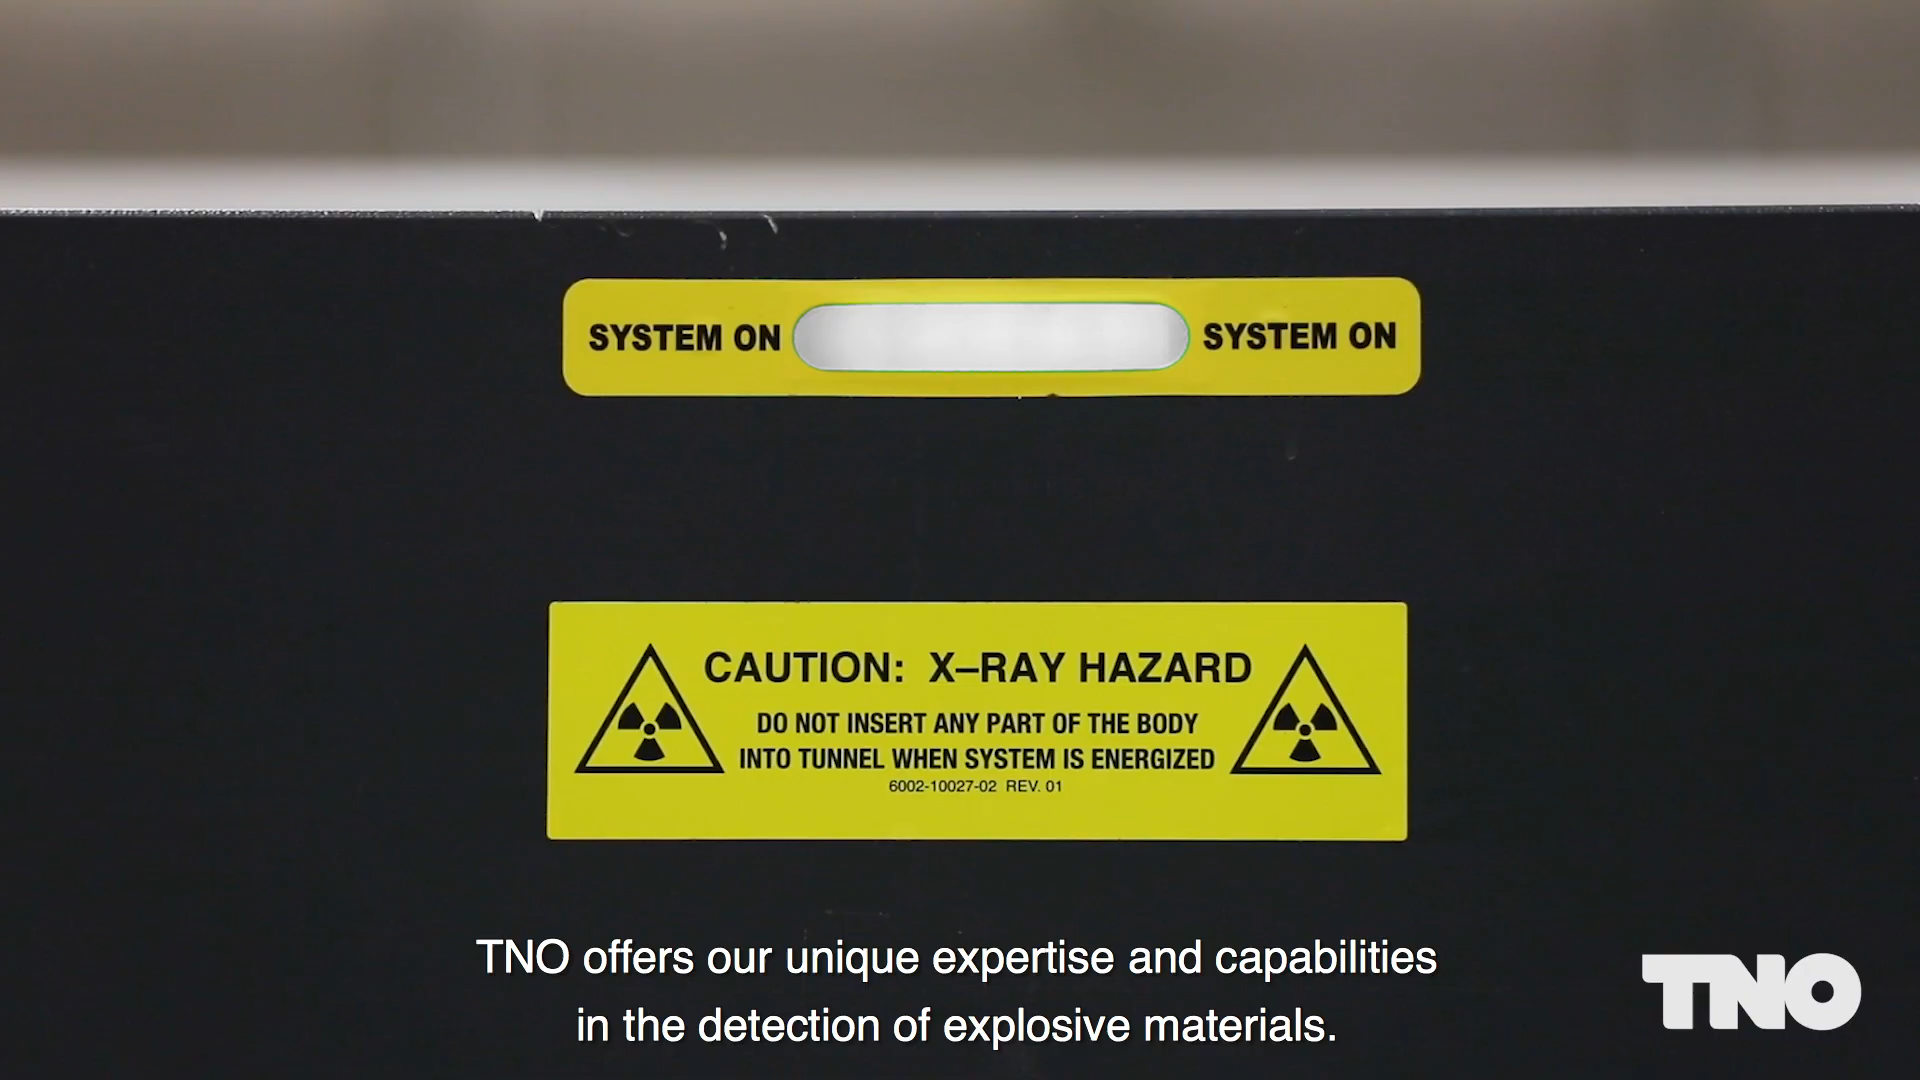 SYSTEM ON SYSTEM ON
CAUTION: X–RAY HAZARD
DO NOT INSERT ANY PART OF THE BODY
INTO TUNNEL WHEN SYSTEM IS ENERGIZED
6002-10027-02 REV. 01
TNO offers our unique expertise and capabilities
in the detection of explosive materials.
TNO